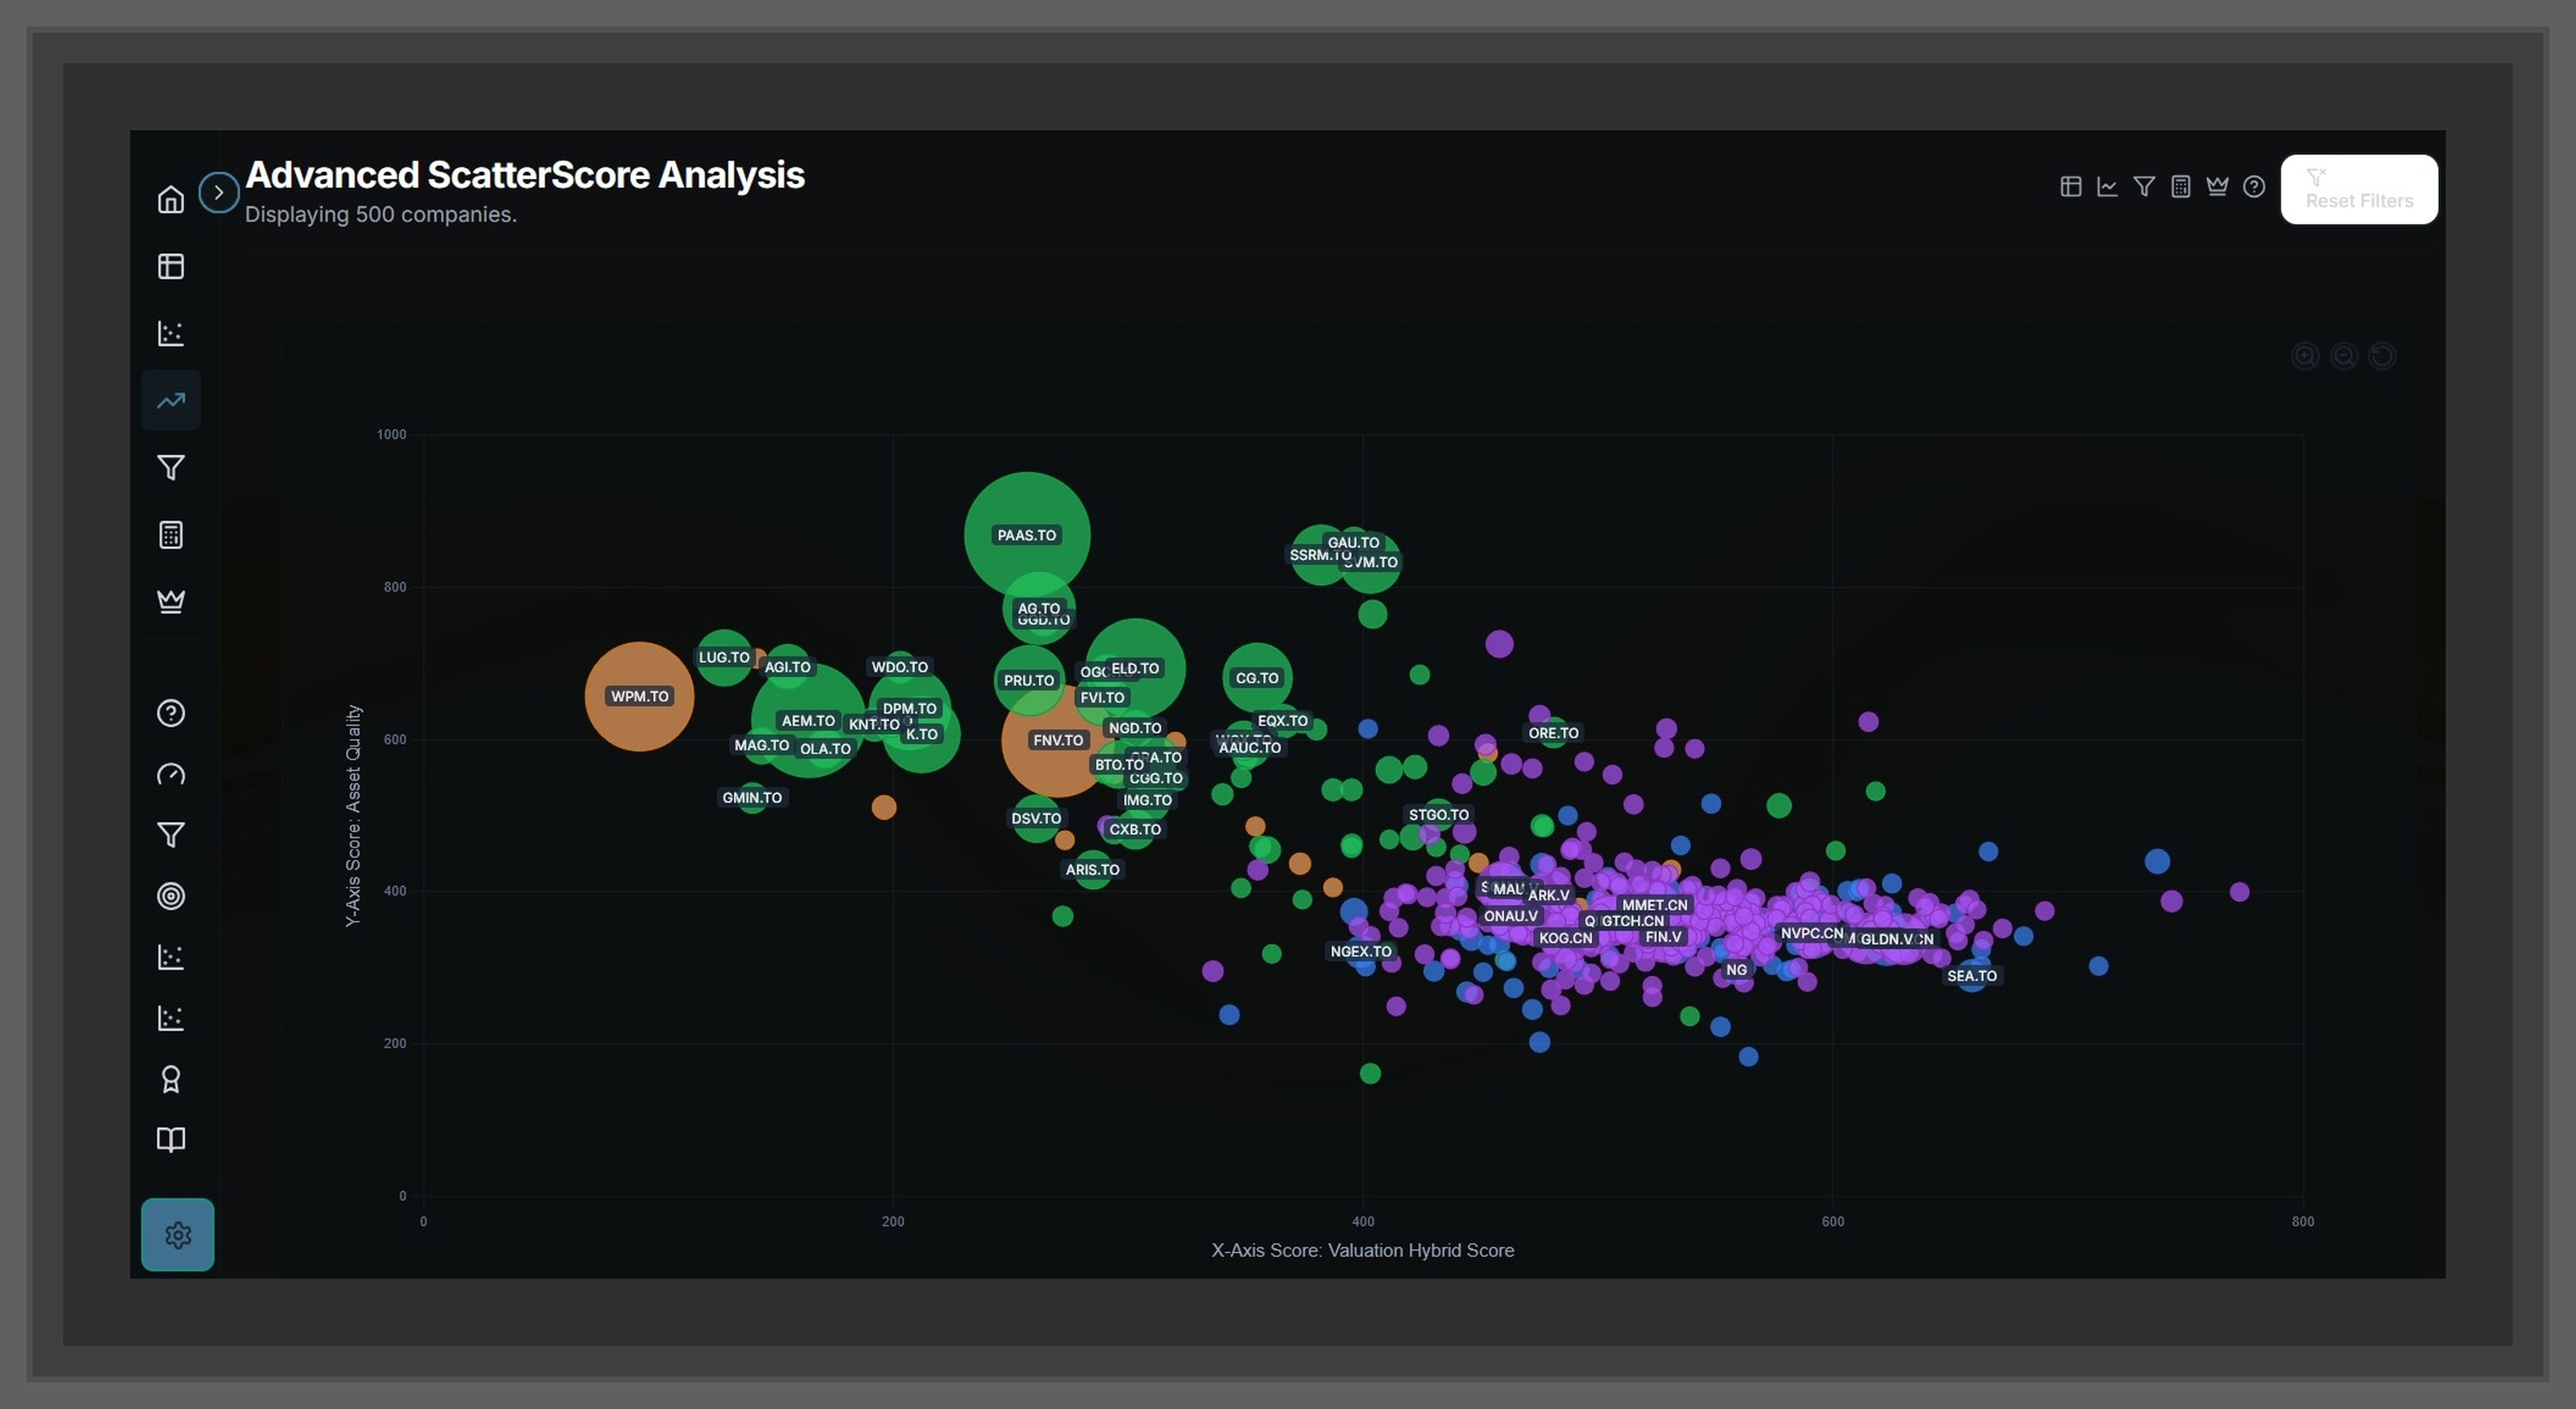 Advanced ScatterScore Analysis
Displaying 500 companies.
Reset Filters
1000
800
600
400
200
0
Y-Axis Score: Asset Quality
PAAS.TO
GAU.TO
SSRM.TO
SVM.TO
AG.TO
GGD.TO
LUG.TO
AGI.TO
WDO.TO
ELD.TO
PRU.TO
CG.TO
WPM.TO
FVI.TO
DPM.TO
AEM.TO
KNT.TO
EQX.TO
NGD.TO
K.TO
ORE.TO
FNV.TO
MAG.TO
OLA.TO
AAUC.TO
BTO.TO
CGG.TO
GMIN.TO
IMG.TO
DSV.TO
STGO.TO
CXB.TO
ARIS.TO
MAU.V
ARK.V
MMET.CN
ONAU.V
GTCH.CN
KOG.CN
FIN.V
NVPC.CN
GLDN.V
NGEX.TO
NG
SEA.TO
0
200
400
600
800
X-Axis Score: Valuation Hybrid Score